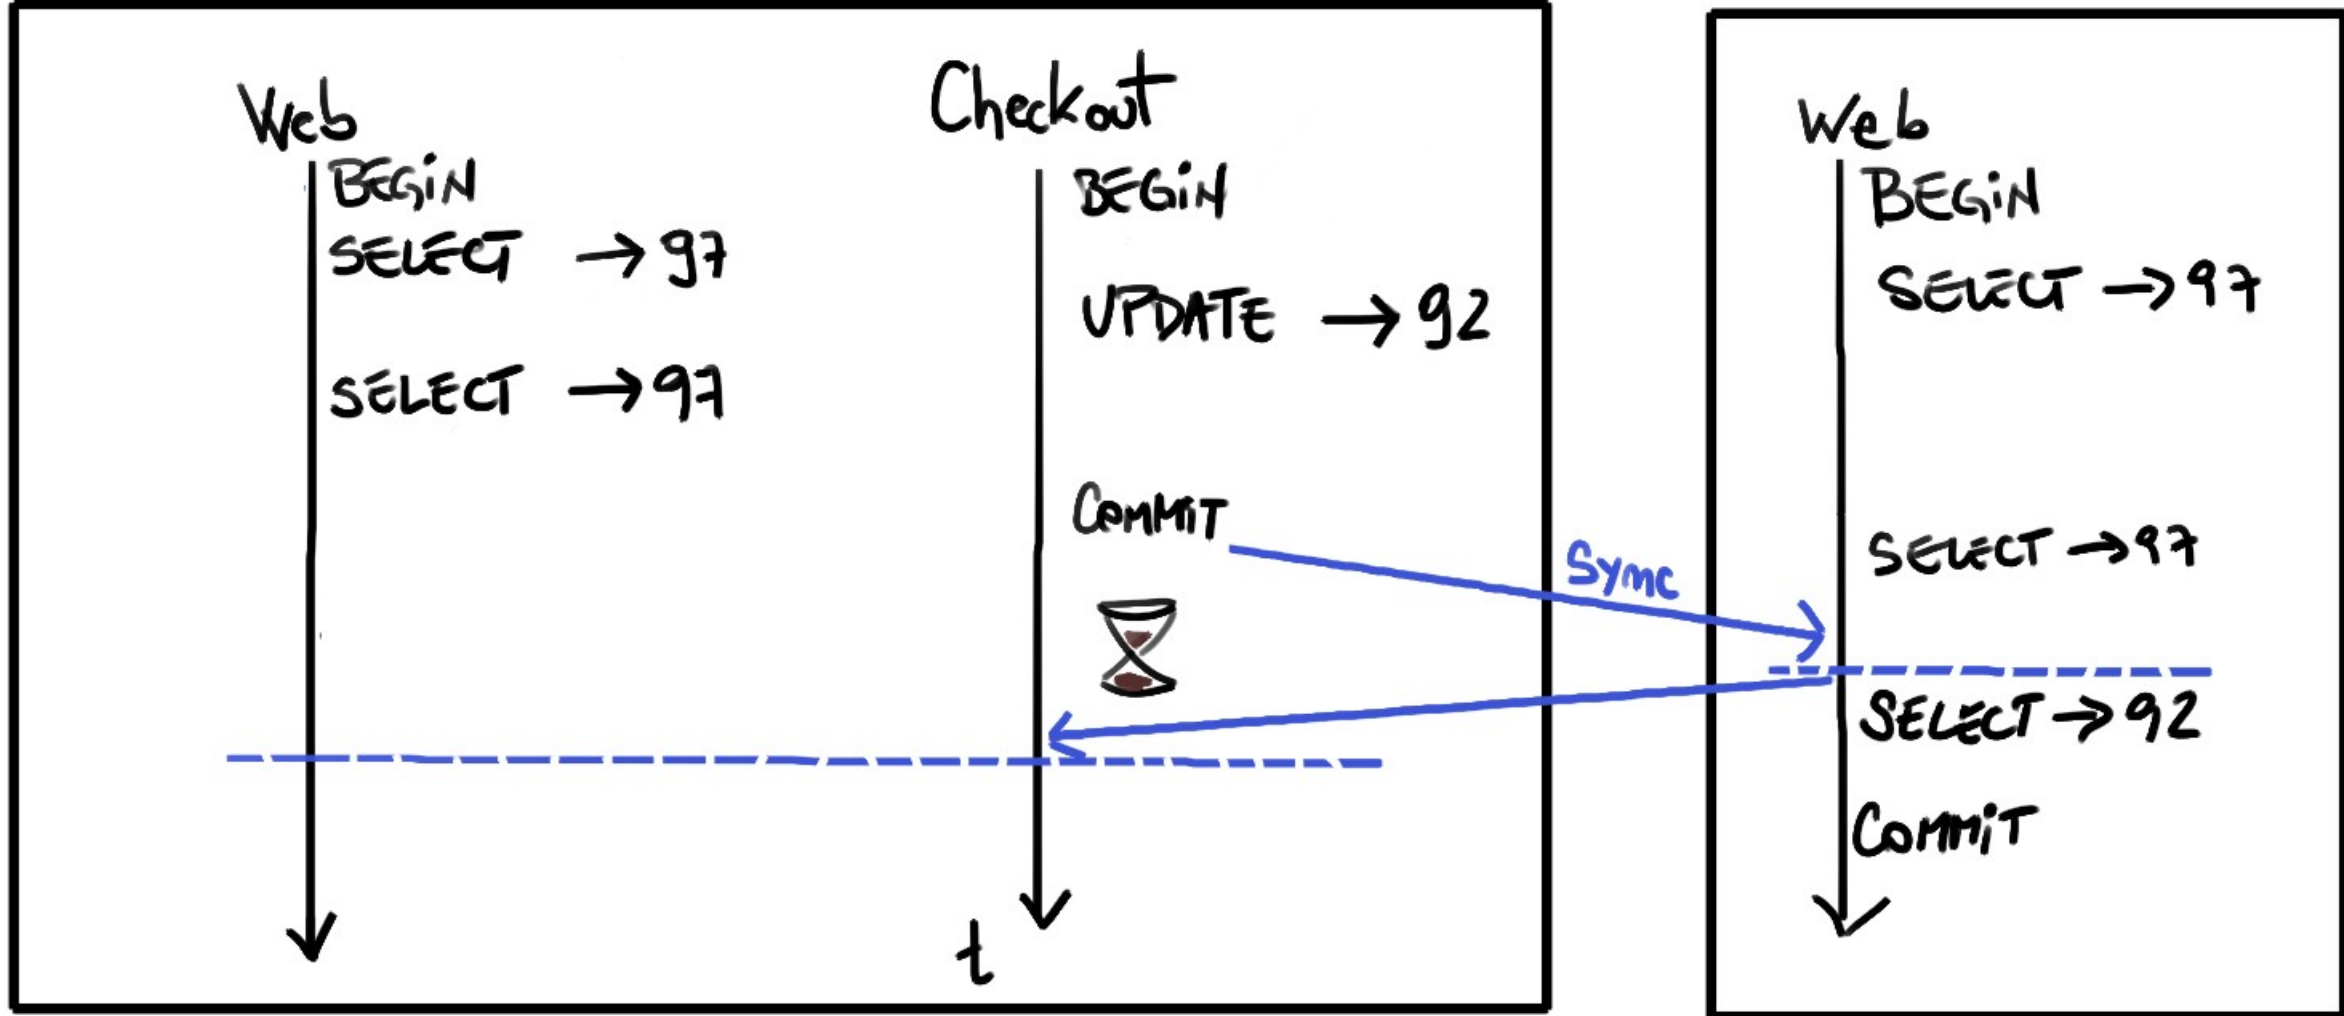 Web
BEGIN
SELECT → 97
SELECT → 97
Checkout
BEGIN
UPDATE → 92
COMMIT
t
Sync
Web
BEGIN
SELECT → 97
SELECT → 97
SELECT → 92
COMMIT